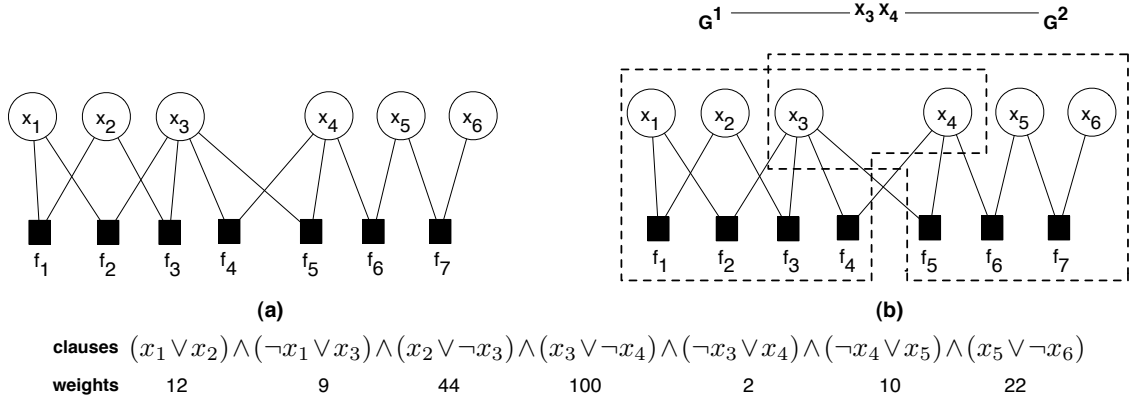 G¹ x₃ x₄ G²
x₁ x₂ x₃ x₄ x₅ x₆
f₁ f₂ f₃ f₄ f₅ f₆ f₇
(a)
x₁ x₂ x₃ x₄ x₅ x₆
f₁ f₂ f₃ f₄ f₅ f₆ f₇
(b)
clauses (x₁ ∨ x₂) ∧ (¬x₁ ∨ x₃) ∧ (x₂ ∨ ¬x₃) ∧ (x₃ ∨ ¬x₄) ∧ (¬x₃ ∨ x₄) ∧ (¬x₄ ∨ x₅) ∧ (x₅ ∨ ¬x₆)
weights 12 9 44 100 2 10 22